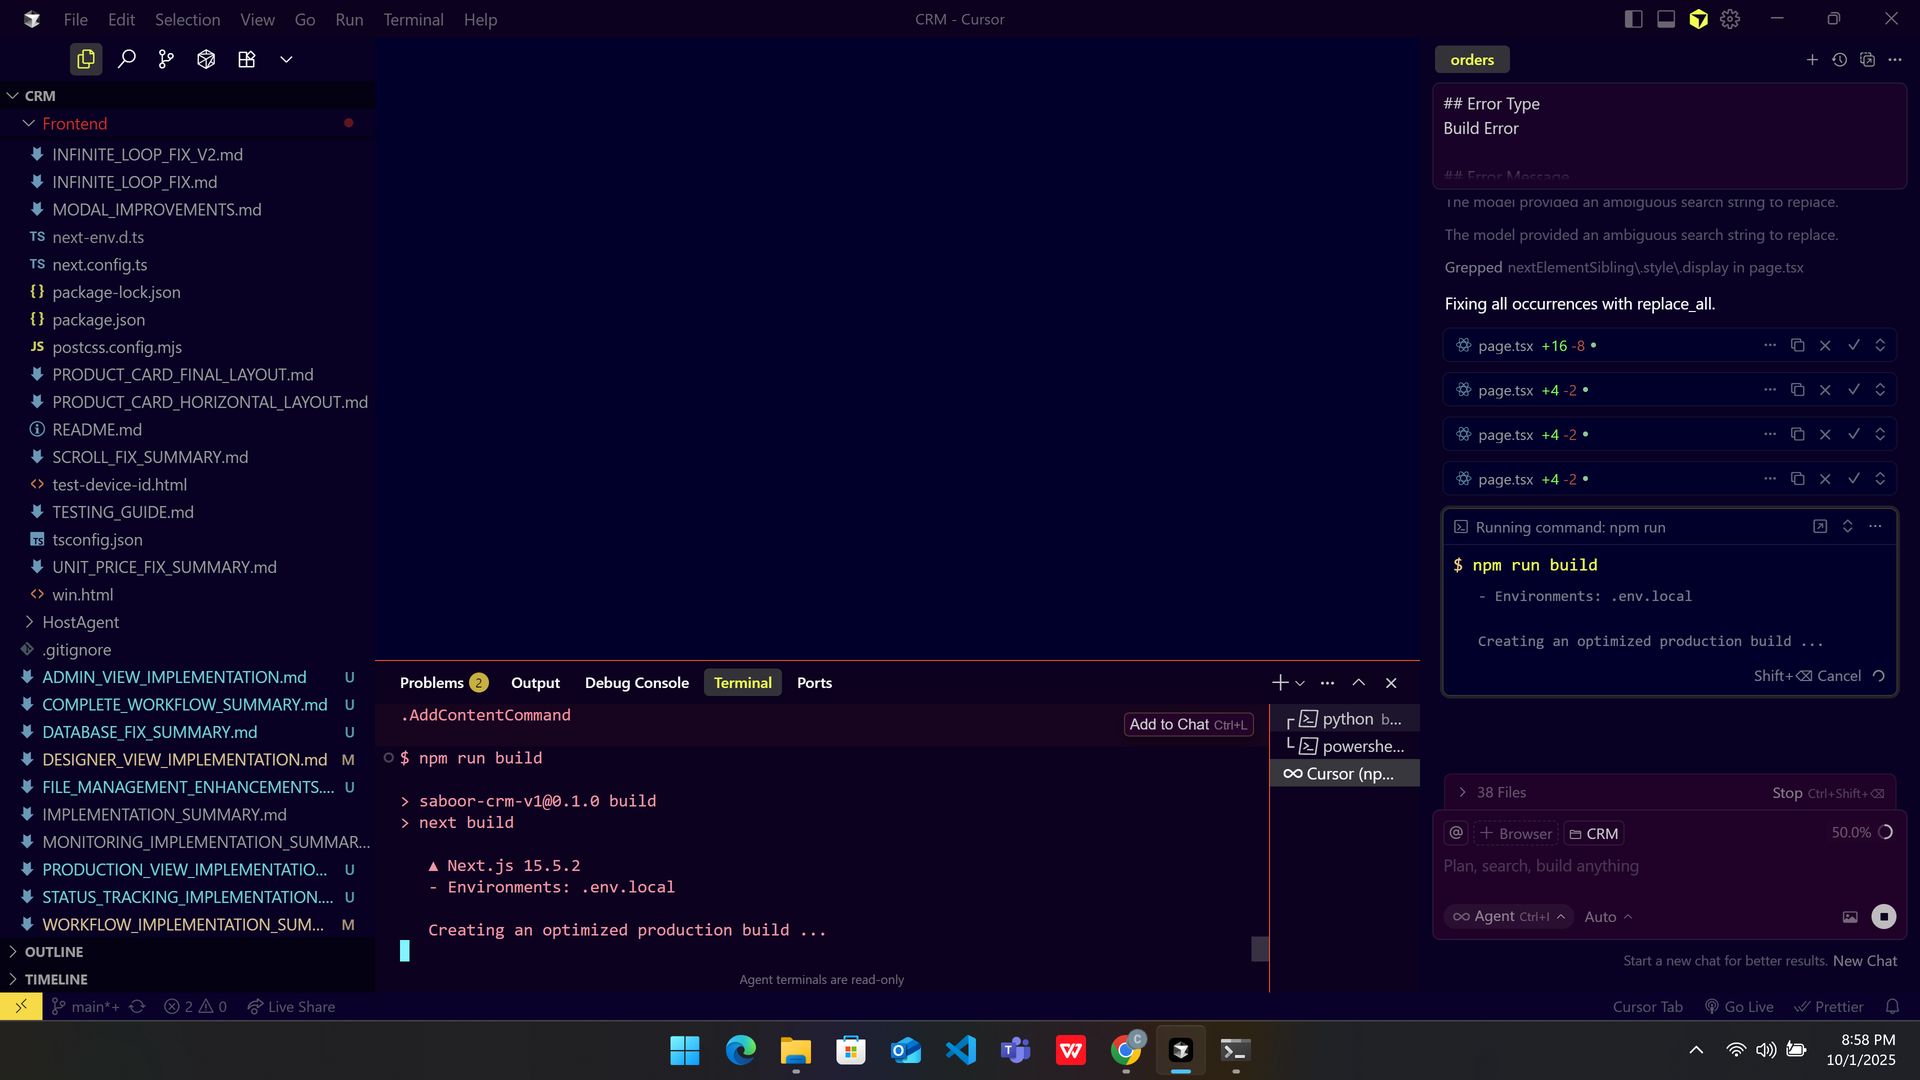 File Edit Selection View Go Run Terminal Help
CRM - Cursor
CRM
Frontend
INFINITE_LOOP_FIX_V2.md
INFINITE_LOOP_FIX.md
MODAL_IMPROVEMENTS.md
TS next-env.d.ts
TS next.config.ts
{} package-lock.json
{} package.json
JS postcss.config.mjs
PRODUCT_CARD_FINAL_LAYOUT.md
PRODUCT_CARD_HORIZONTAL_LAYOUT.md
README.md
SCROLL_FIX_SUMMARY.md
<> test-device-id.html
TESTING_GUIDE.md
TS tsconfig.json
UNIT_PRICE_FIX_SUMMARY.md
<> win.html
HostAgent
.gitignore
ADMIN_VIEW_IMPLEMENTATION.md U
COMPLETE_WORKFLOW_SUMMARY.md U
DATABASE_FIX_SUMMARY.md U
DESIGNER_VIEW_IMPLEMENTATION.md M
FILE_MANAGEMENT_ENHANCEMENTS.... U
IMPLEMENTATION_SUMMARY.md
MONITORING_IMPLEMENTATION_SUMMAR...
PRODUCTION_VIEW_IMPLEMENTATIO... U
STATUS_TRACKING_IMPLEMENTATION.... U
WORKFLOW_IMPLEMENTATION_SUM... M
OUTLINE
TIMELINE
Problems 2 Output Debug Console Terminal Ports
.AddContentCommand
Add to Chat Ctrl+L
$ npm run build
> saboor-crm-v1@0.1.0 build
> next build
▲ Next.js 15.5.2
- Environments: .env.local
Creating an optimized production build ...
Agent terminals are read-only
python b...
powershe...
Cursor (np...
orders
## Error Type
Build Error
## Error Message
The model provided an ambiguous search string to replace.
The model provided an ambiguous search string to replace.
Grepped nextElementSibling\.style\.display in page.tsx
Fixing all occurrences with replace_all.
page.tsx +16 -8
page.tsx +4 -2
page.tsx +4 -2
page.tsx +4 -2
Running command: npm run
$ npm run build
- Environments: .env.local
Creating an optimized production build ...
Shift+⌫ Cancel
38 Files
Stop Ctrl+Shift+⌫
@ + Browser CRM 50.0%
Plan, search, build anything
∞ Agent Ctrl+I Auto
Start a new chat for better results. New Chat
main*+ 2 0 Live Share
Cursor Tab Go Live Prettier
8:58 PM
10/1/2025